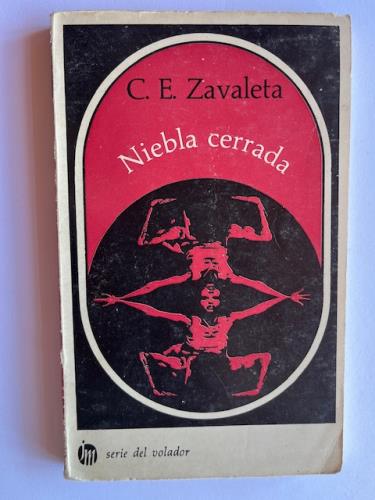 C. E. Zavaleta
Niebla cerrada
jm serie del volador